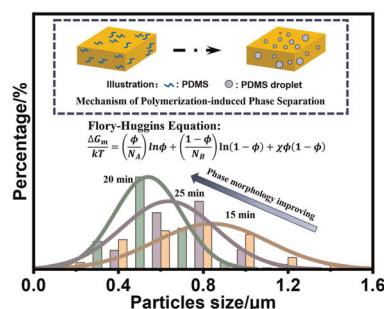 Illustration: : PDMS : PDMS droplet
Mechanism of Polymerization-induced Phase Separation
Flory-Huggins Equation:
ΔG_m/kT = (ϕ/N_A) lnϕ + ((1 − ϕ)/N_B) ln(1 − ϕ) + χϕ(1 − ϕ)
20 min
25 min
15 min
Phase morphology improving
Percentage/%
0.0 0.4 0.8 1.2 1.6
Particles size/μm